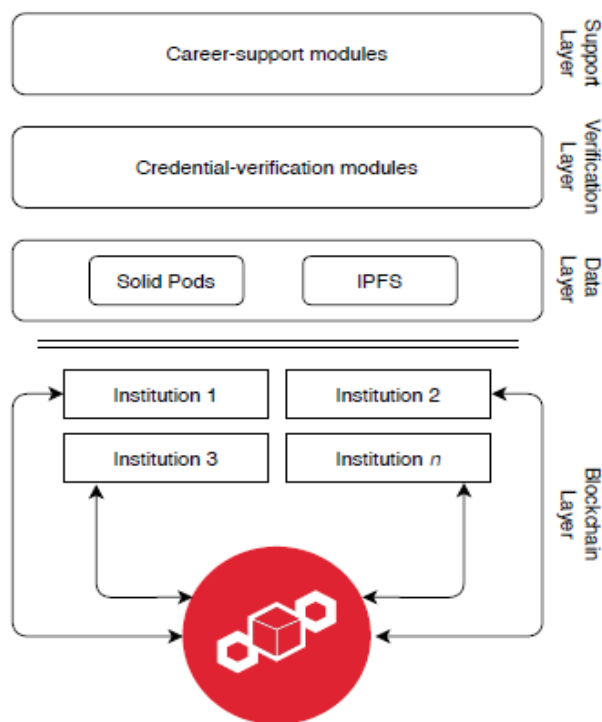 Career-support modules
Support
Layer
Credential-verification modules
Verification
Layer
Solid Pods
IPFS
Data
Layer
Institution 1
Institution 2
Institution 3
Institution n
Blockchain
Layer